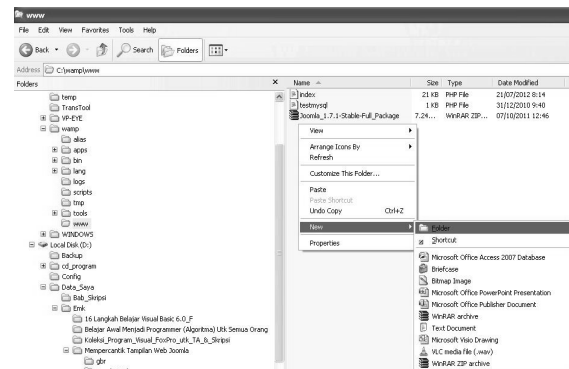 www
File Edit View Favorites Tools Help
Back Search Folders
Address C:\wamp\www
Folders × Name Size Type Date Modified
temp
TransTool
VP-EYE
wamp
alias
apps
bin
lang
logs
scripts
tmp
tools
www
WINDOWS
Local Disk (D:)
Backup
cd_program
Config
Data_Saya
Bab_Skripsi
Emk
16 Langkah Belajar Visual Basic 6.0_F
Belajar Awal Menjadi Programmer (Algoritma) Utk Semua Orang
Koleksi_Program_Visual_FoxPro_utk_TA_&_Skripsi
Mempercantik Tampilan Web Joomla
gbr
index 21 KB PHP File 21/07/2012 8:14
testmysql 1 KB PHP File 31/12/2010 9:40
Joomla_1.7.1-Stable-Full_Package 7.24... WinRAR ZIP... 07/10/2011 12:46
View
Arrange Icons By
Refresh
Customize This Folder...
Paste
Paste Shortcut
Undo Copy Ctrl+Z
New
Properties
Folder
Shortcut
Microsoft Office Access 2007 Database
Briefcase
Bitmap Image
Microsoft Office PowerPoint Presentation
Microsoft Office Publisher Document
WinRAR archive
Text Document
Microsoft Visio Drawing
VLC media file (.wav)
WinRAR ZIP archive